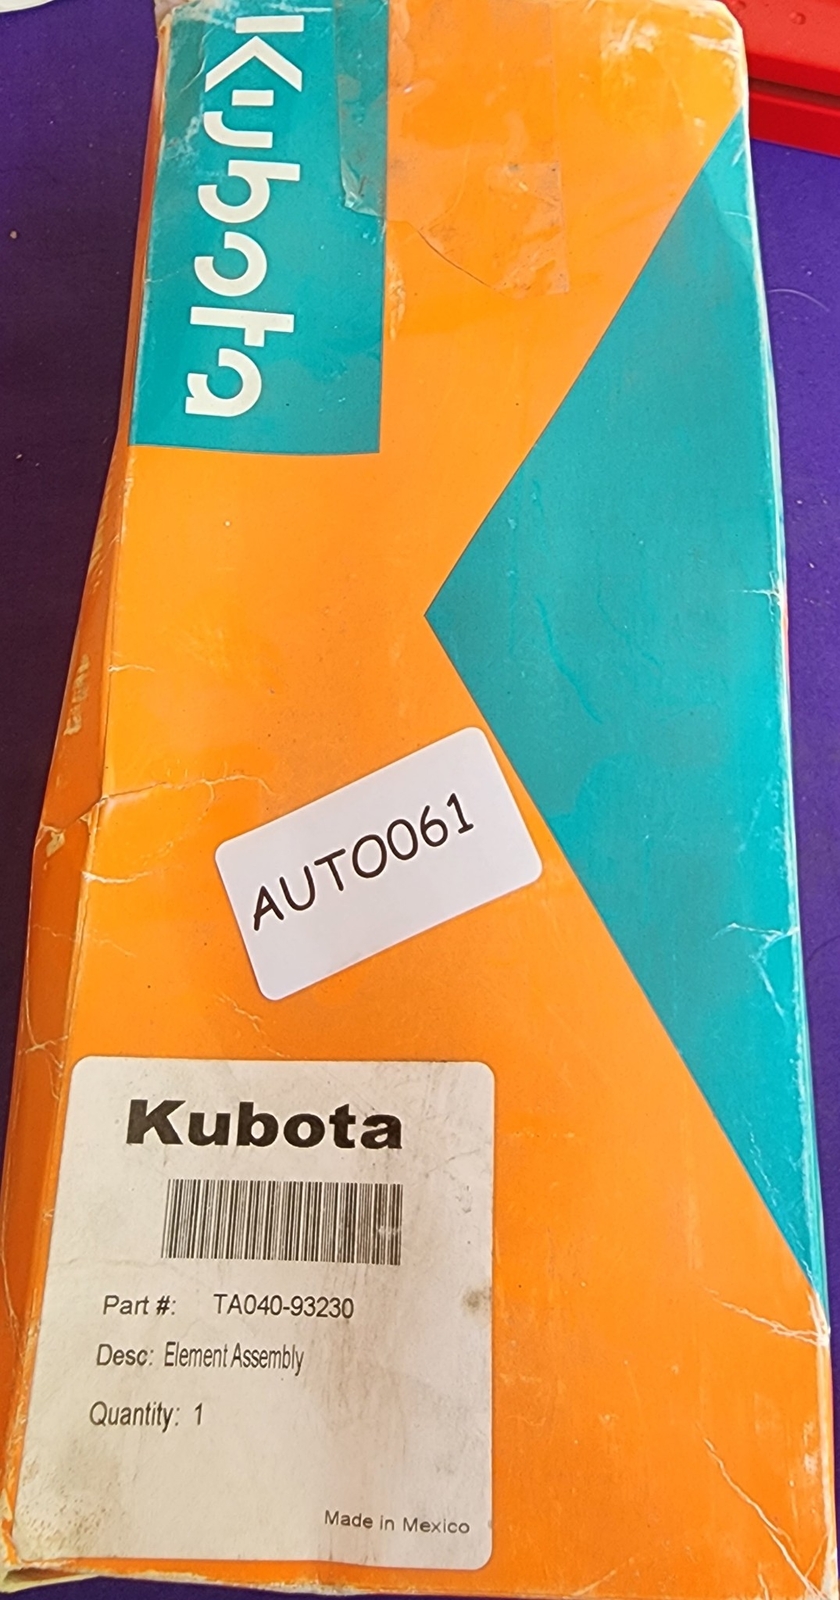 Kubota
AUTO061
Kubota
Part #: TA040-93230
Desc: Element Assembly
Quantity: 1
Made in Mexico